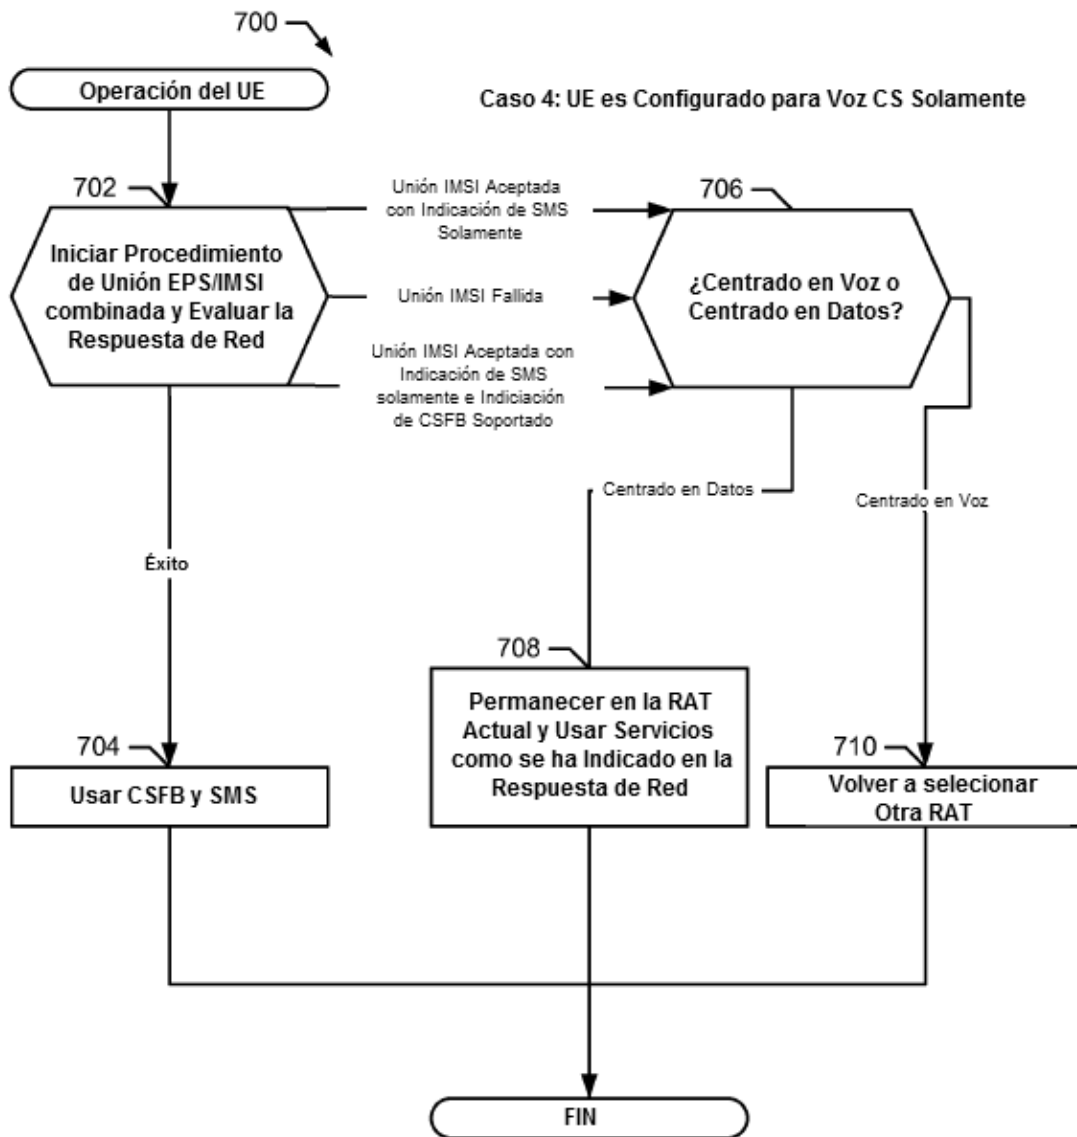 700
Operación del UE
Caso 4: UE es Configurado para Voz CS Solamente
702
Iniciar Procedimiento
de Unión EPS/IMSI
combinada y Evaluar la
Respuesta de Red
Unión IMSI Aceptada
con Indicación de SMS
Solamente
Unión IMSI Fallida
Unión IMSI Aceptada con
Indicación de SMS
solamente e Indiciación
de CSFB Soportado
706
¿Centrado en Voz o
Centrado en Datos?
Centrado en Datos
Centrado en Voz
Éxito
708
Permanecer en la RAT
Actual y Usar Servicios
como se ha Indicado en la
Respuesta de Red
704
Usar CSFB y SMS
710
Volver a selecionar
Otra RAT
FIN